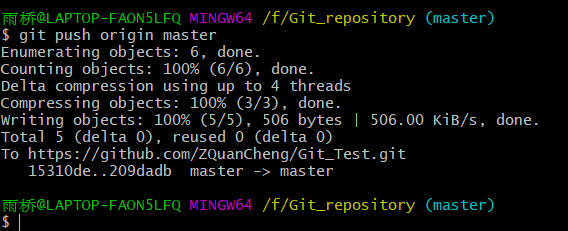 雨桥@LAPTOP-FAON5LFQ MINGW64 /f/Git_repository (master)
$ git push origin master
Enumerating objects: 6, done.
Counting objects: 100% (6/6), done.
Delta compression using up to 4 threads
Compressing objects: 100% (3/3), done.
Writing objects: 100% (5/5), 506 bytes | 506.00 KiB/s, done.
Total 5 (delta 0), reused 0 (delta 0)
To https://github.com/ZQuanCheng/Git_Test.git
   15310de..209dadb  master -> master
雨桥@LAPTOP-FAON5LFQ MINGW64 /f/Git_repository (master)
$